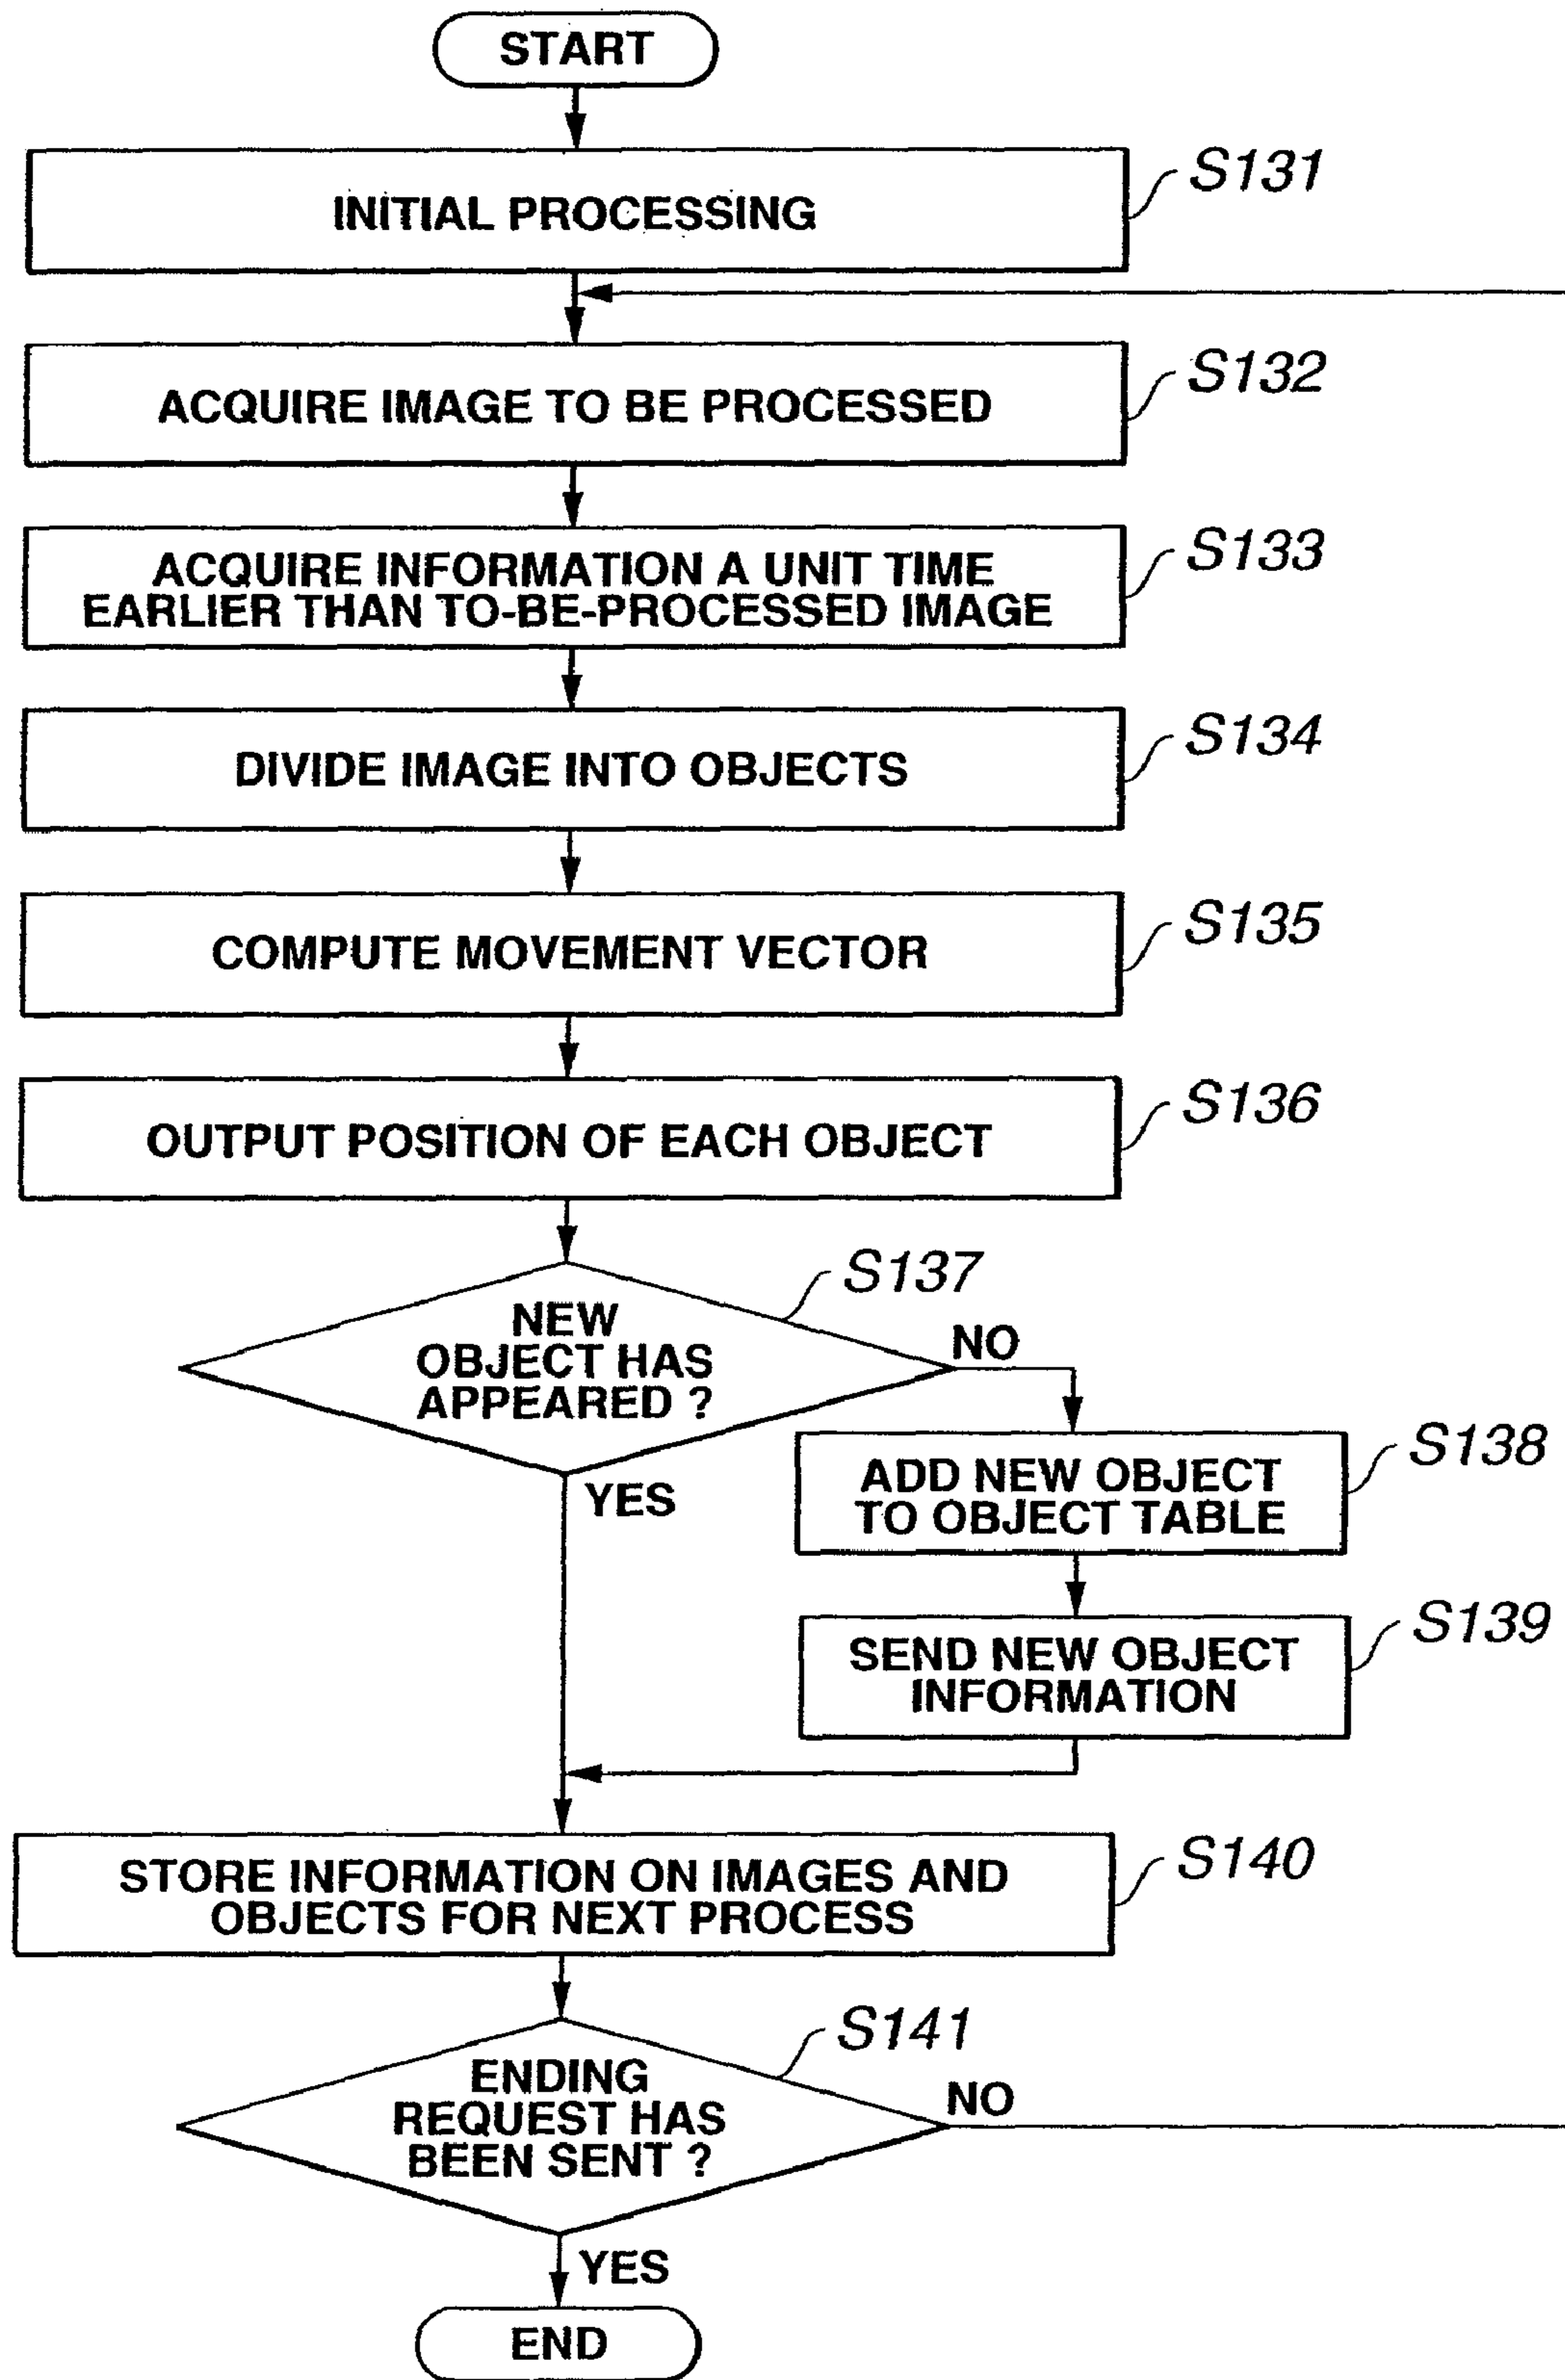 START
INITIAL PROCESSING
S131
ACQUIRE IMAGE TO BE PROCESSED
S132
ACQUIRE INFORMATION A UNIT TIME
EARLIER THAN TO-BE-PROCESSED IMAGE
S133
DIVIDE IMAGE INTO OBJECTS
S134
COMPUTE MOVEMENT VECTOR
S135
OUTPUT POSITION OF EACH OBJECT
S136
S137
NEW
OBJECT HAS
APPEARED ?
NO
YES
ADD NEW OBJECT
TO OBJECT TABLE
S138
SEND NEW OBJECT
INFORMATION
S139
STORE INFORMATION ON IMAGES AND
OBJECTS FOR NEXT PROCESS
S140
S141
ENDING
REQUEST HAS
BEEN SENT ?
NO
YES
END